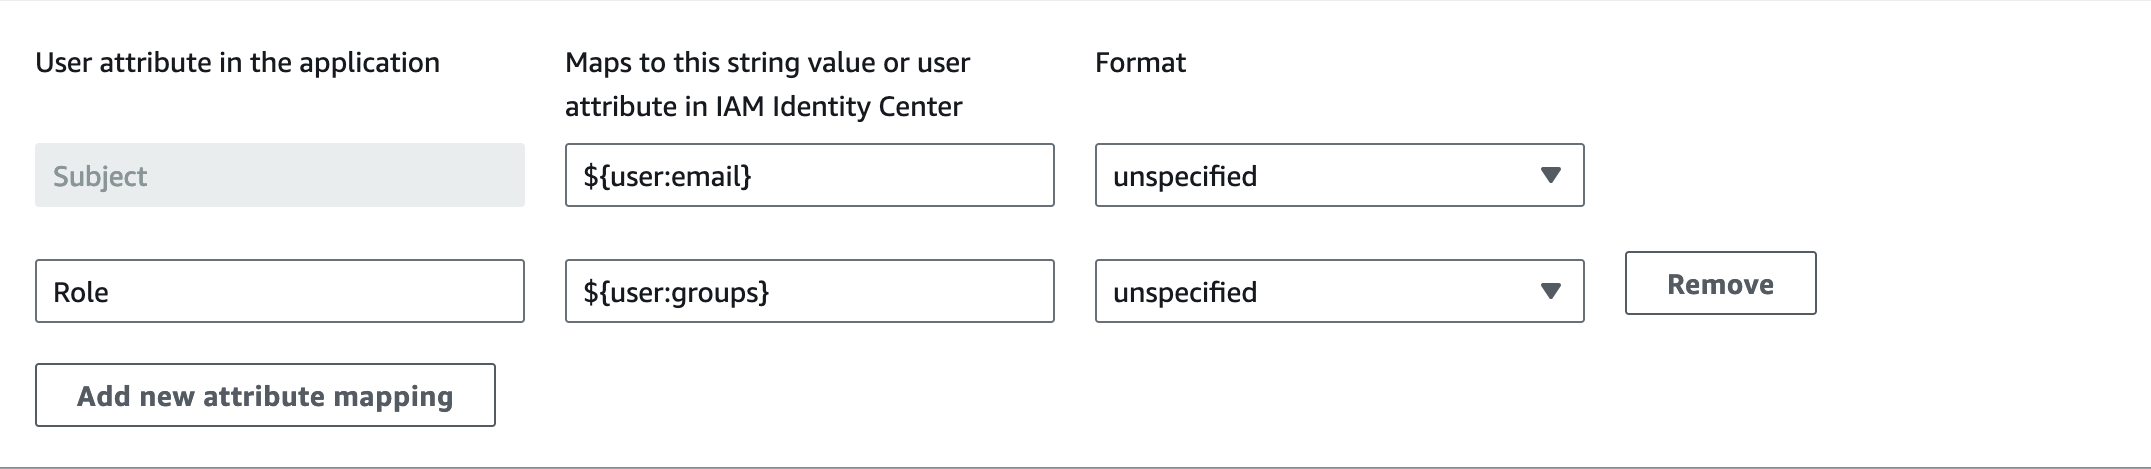 User attribute in the application
Maps to this string value or user
attribute in IAM Identity Center
Format
Subject
${user:email}
unspecified
Role
${user:groups}
unspecified
Remove
Add new attribute mapping